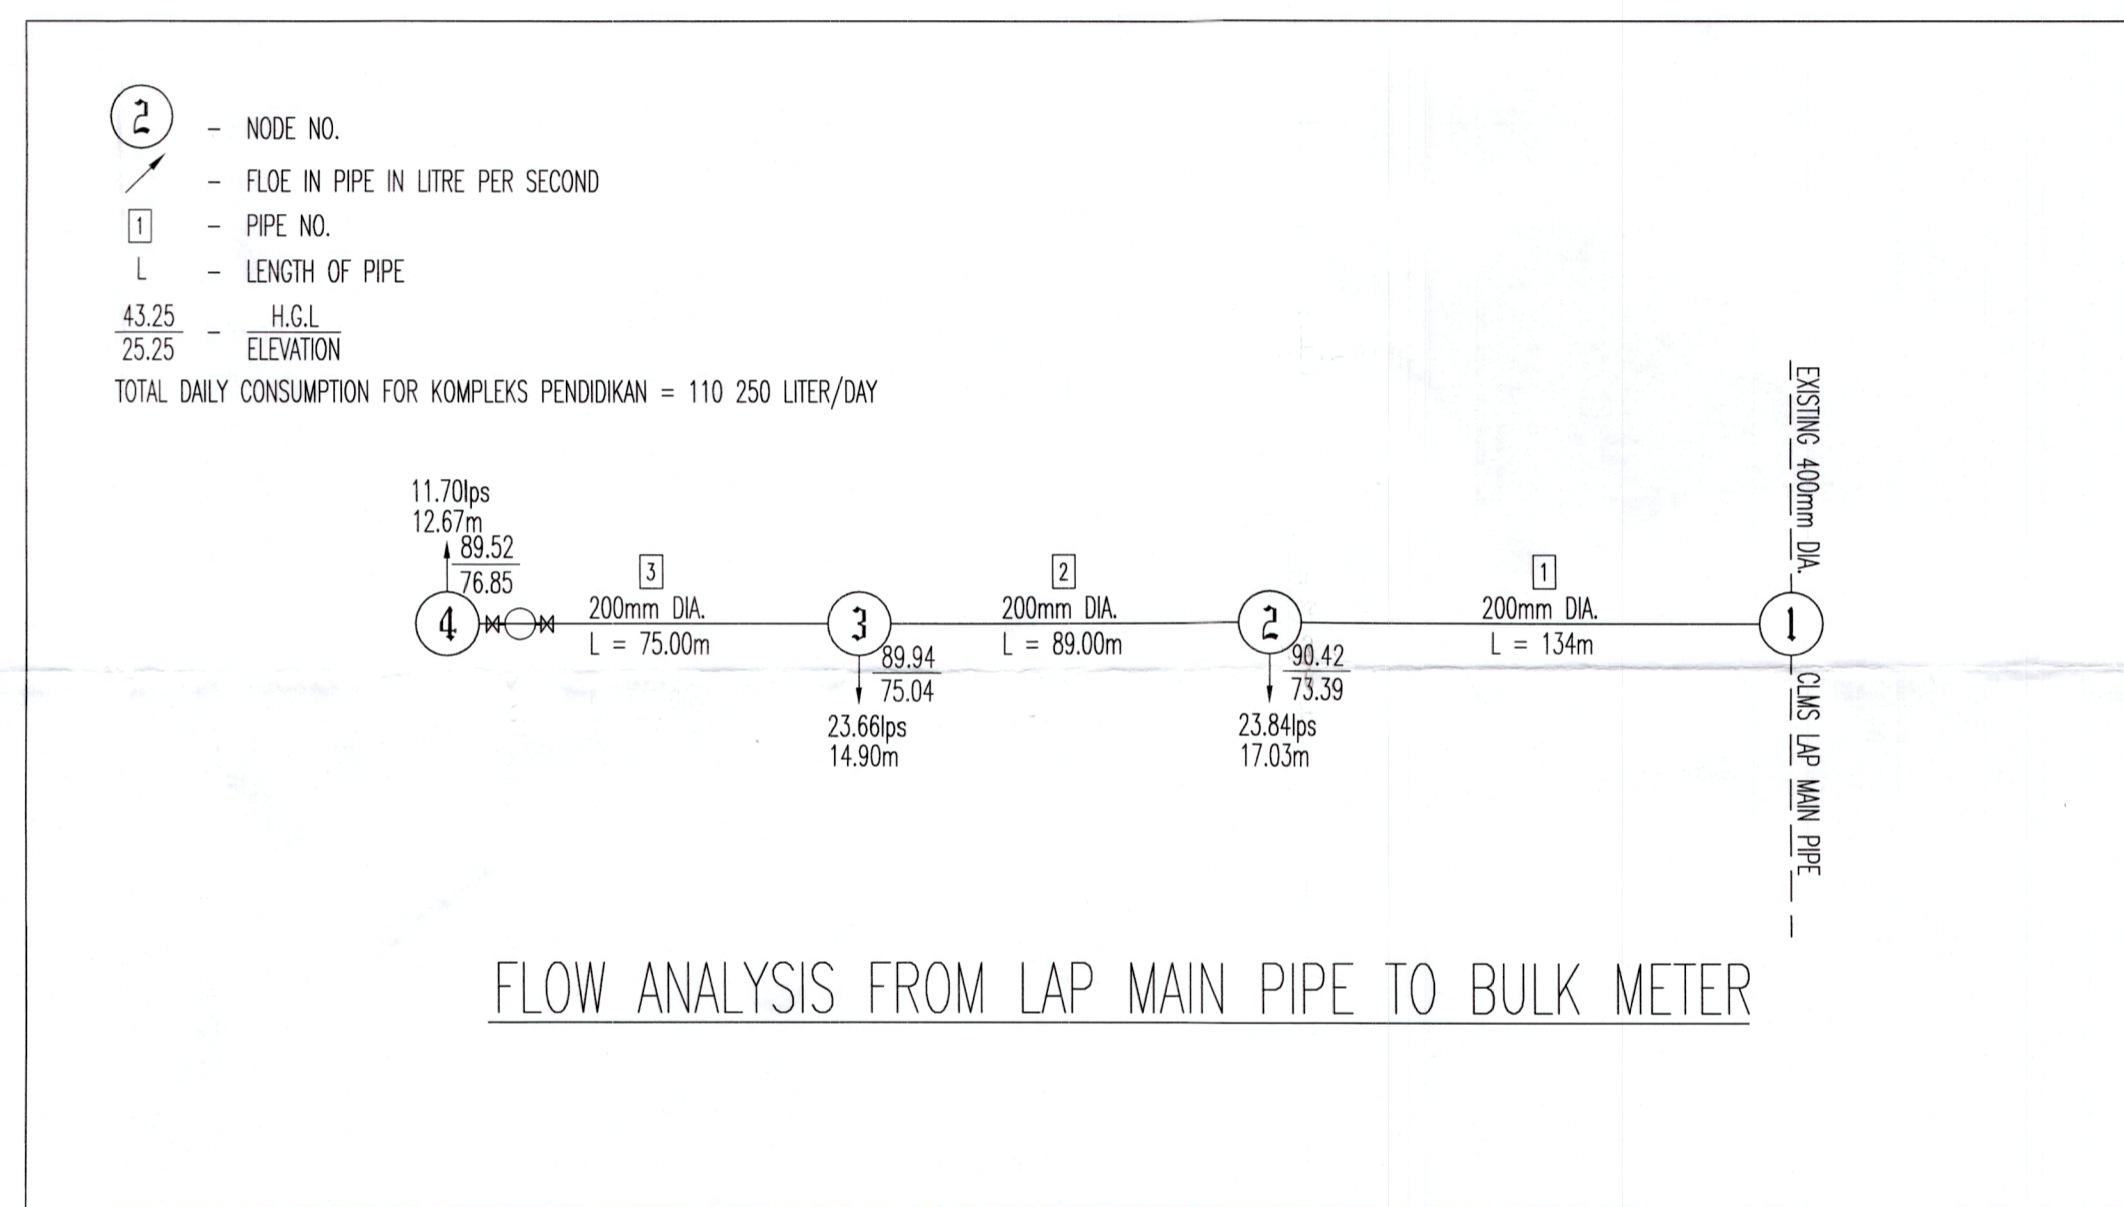 2 - NODE NO.
- FLOE IN PIPE IN LITRE PER SECOND
1 - PIPE NO.
L - LENGTH OF PIPE
43.25 - H.G.L
25.25 ELEVATION
TOTAL DAILY CONSUMPTION FOR KOMPLEKS PENDIDIKAN = 110 250 LITER/DAY
11.70lps
12.67m
89.52
76.85
4
3
200mm DIA.
L = 75.00m
3
89.94
75.04
23.66lps
14.90m
2
200mm DIA.
L = 89.00m
2
90.42
73.39
23.84lps
17.03m
1
200mm DIA.
L = 134m
1
EXISTING 400mm DIA.
CLMS LAP MAIN PIPE
FLOW ANALYSIS FROM LAP MAIN PIPE TO BULK METER